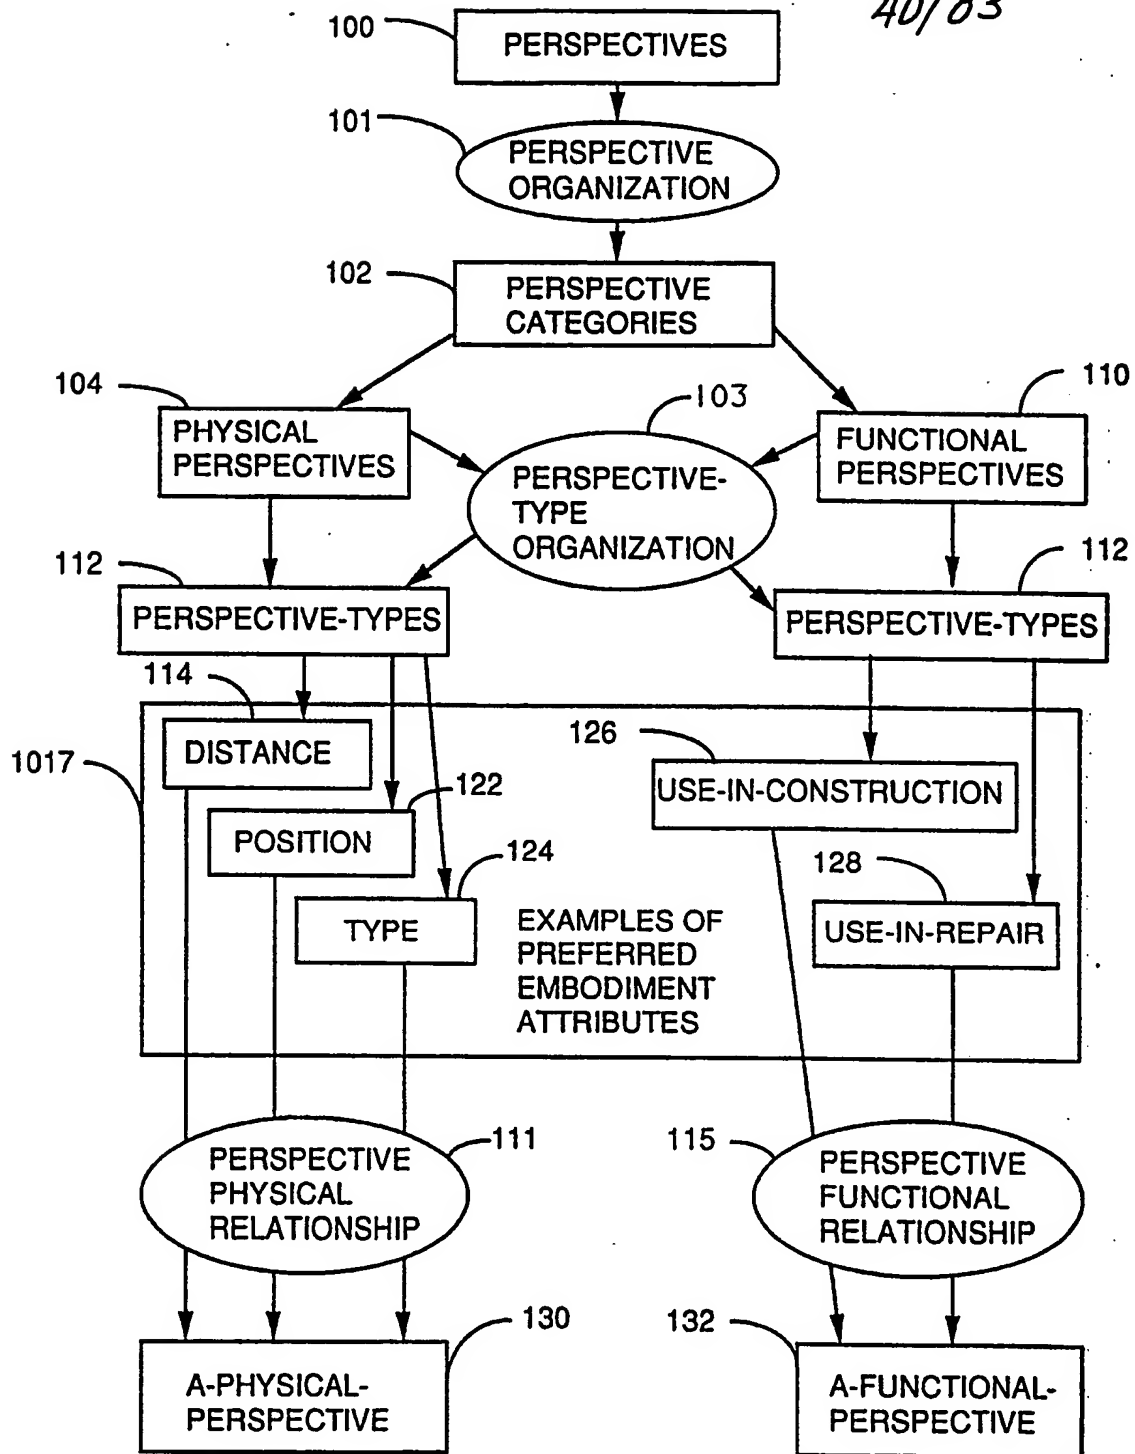 40/83
100
PERSPECTIVES
101
PERSPECTIVE
ORGANIZATION
102
PERSPECTIVE
CATEGORIES
104
103
110
PHYSICAL
PERSPECTIVES
PERSPECTIVE-
TYPE
ORGANIZATION
FUNCTIONAL
PERSPECTIVES
112
112
PERSPECTIVE-TYPES
PERSPECTIVE-TYPES
114
1017
DISTANCE
126
122
USE-IN-CONSTRUCTION
POSITION
124
128
TYPE
EXAMPLES OF
PREFERRED
EMBODIMENT
ATTRIBUTES
USE-IN-REPAIR
111
115
PERSPECTIVE
PHYSICAL
RELATIONSHIP
PERSPECTIVE
FUNCTIONAL
RELATIONSHIP
130
132
A-PHYSICAL-
PERSPECTIVE
A-FUNCTIONAL-
PERSPECTIVE